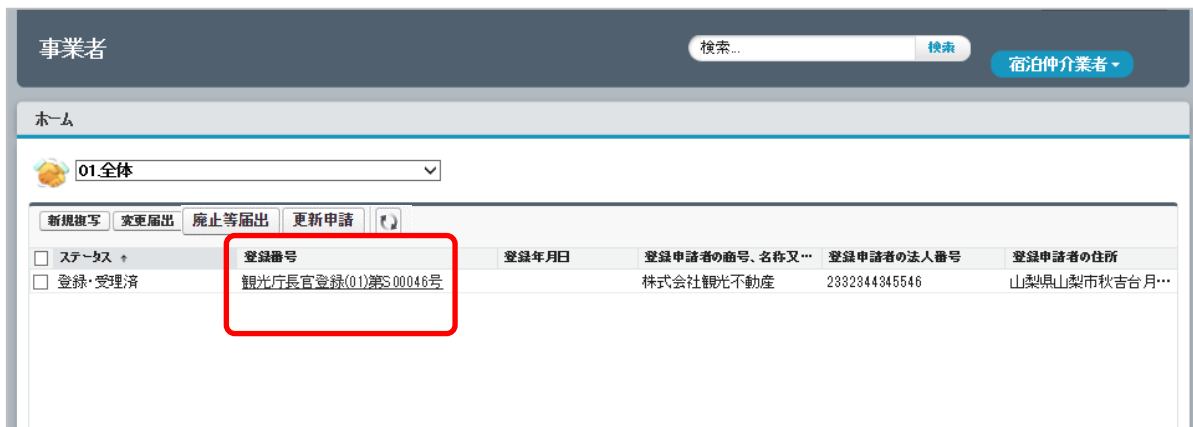 事業者
検索...
検索
宿泊仲介業者
ホーム
01.全体
新規複写 変更届出 廃止等届出 更新申請
ステータス 登録番号 登録年月日 登録申請者の商号、名称又… 登録申請者の法人番号 登録申請者の住所
登録・受理済 観光庁長官登録(01)第S00046号 株式会社観光不動産 2332344345546 山梨県山梨市秋吉台月…